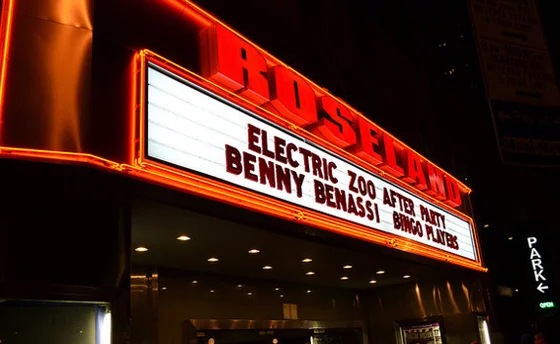 ROSELAND
ELECTRIC ZOO AFTER PARTY
BENNY BENASSI BINGO PLAYERS
PARK
OPEN